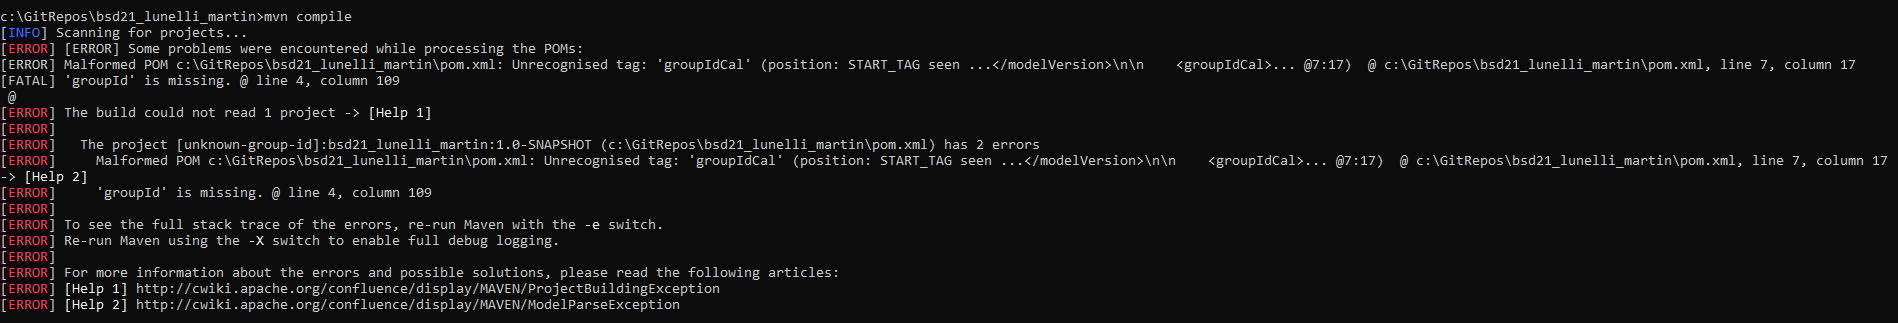 c:\GitRepos\bsd21_lunelli_martin>mvn compile
[INFO] Scanning for projects...
[ERROR] [ERROR] Some problems were encountered while processing the POMs:
[ERROR] Malformed POM c:\GitRepos\bsd21_lunelli_martin\pom.xml: Unrecognised tag: 'groupIdCal' (position: START_TAG seen ...</modelVersion>\n\n    <groupIdCal>... @7:17)  @ c:\GitRepos\bsd21_lunelli_martin\pom.xml, line 7, column 17
[FATAL] 'groupId' is missing. @ line 4, column 109
 @
[ERROR] The build could not read 1 project -> [Help 1]
[ERROR]
[ERROR]   The project [unknown-group-id]:bsd21_lunelli_martin:1.0-SNAPSHOT (c:\GitRepos\bsd21_lunelli_martin\pom.xml) has 2 errors
[ERROR]     Malformed POM c:\GitRepos\bsd21_lunelli_martin\pom.xml: Unrecognised tag: 'groupIdCal' (position: START_TAG seen ...</modelVersion>\n\n    <groupIdCal>... @7:17)  @ c:\GitRepos\bsd21_lunelli_martin\pom.xml, line 7, column 17
-> [Help 2]
[ERROR]     'groupId' is missing. @ line 4, column 109
[ERROR]
[ERROR] To see the full stack trace of the errors, re-run Maven with the -e switch.
[ERROR] Re-run Maven using the -X switch to enable full debug logging.
[ERROR]
[ERROR] For more information about the errors and possible solutions, please read the following articles:
[ERROR] [Help 1] http://cwiki.apache.org/confluence/display/MAVEN/ProjectBuildingException
[ERROR] [Help 2] http://cwiki.apache.org/confluence/display/MAVEN/ModelParseException